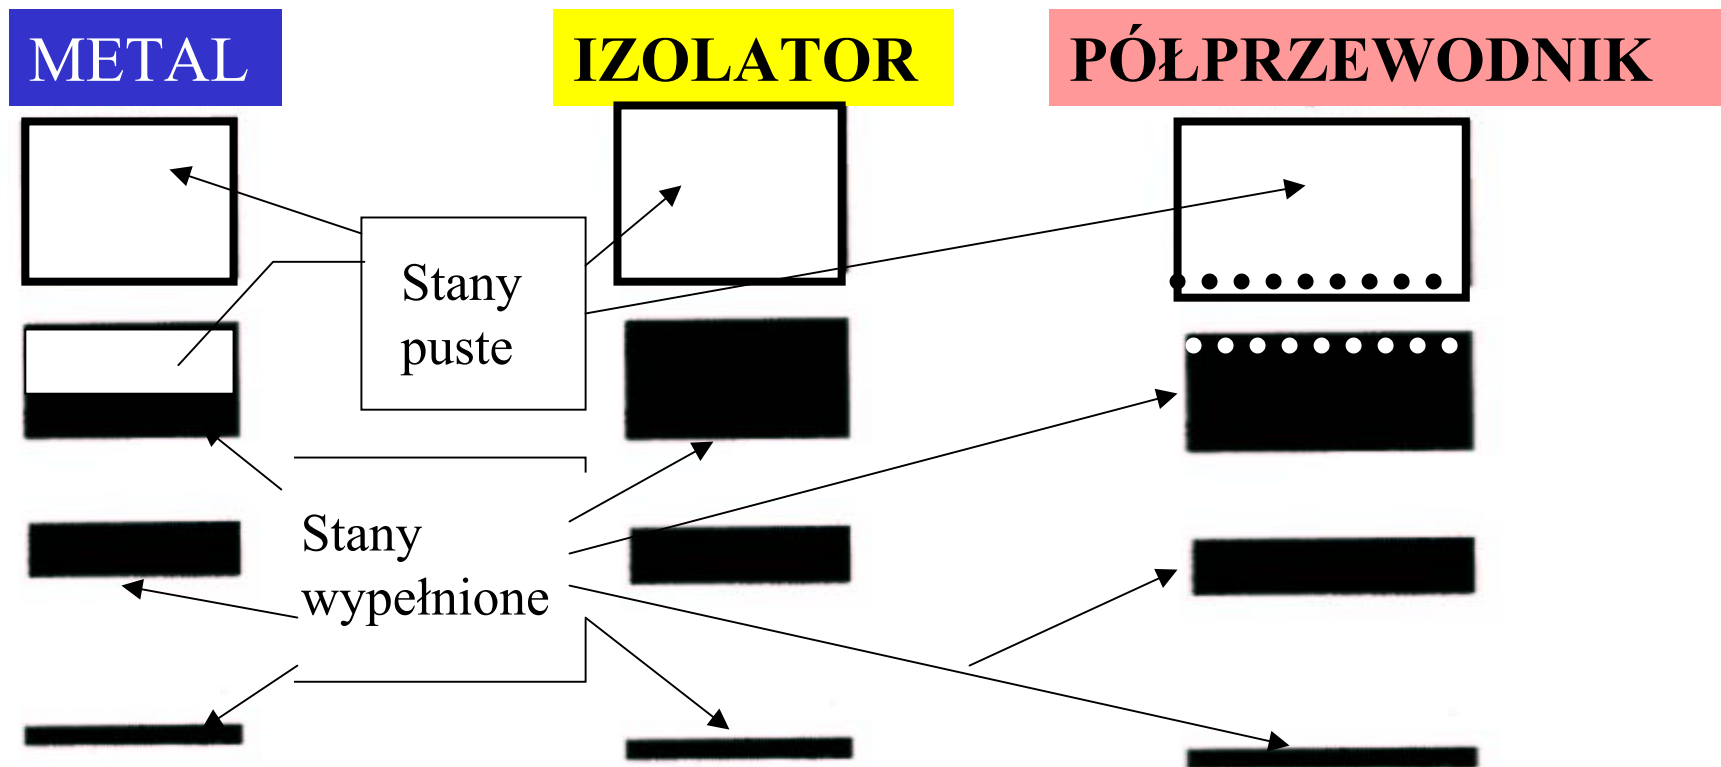 METAL
IZOLATOR
PÓŁPRZEWODNIK
Stany
puste
Stany
wypełnione